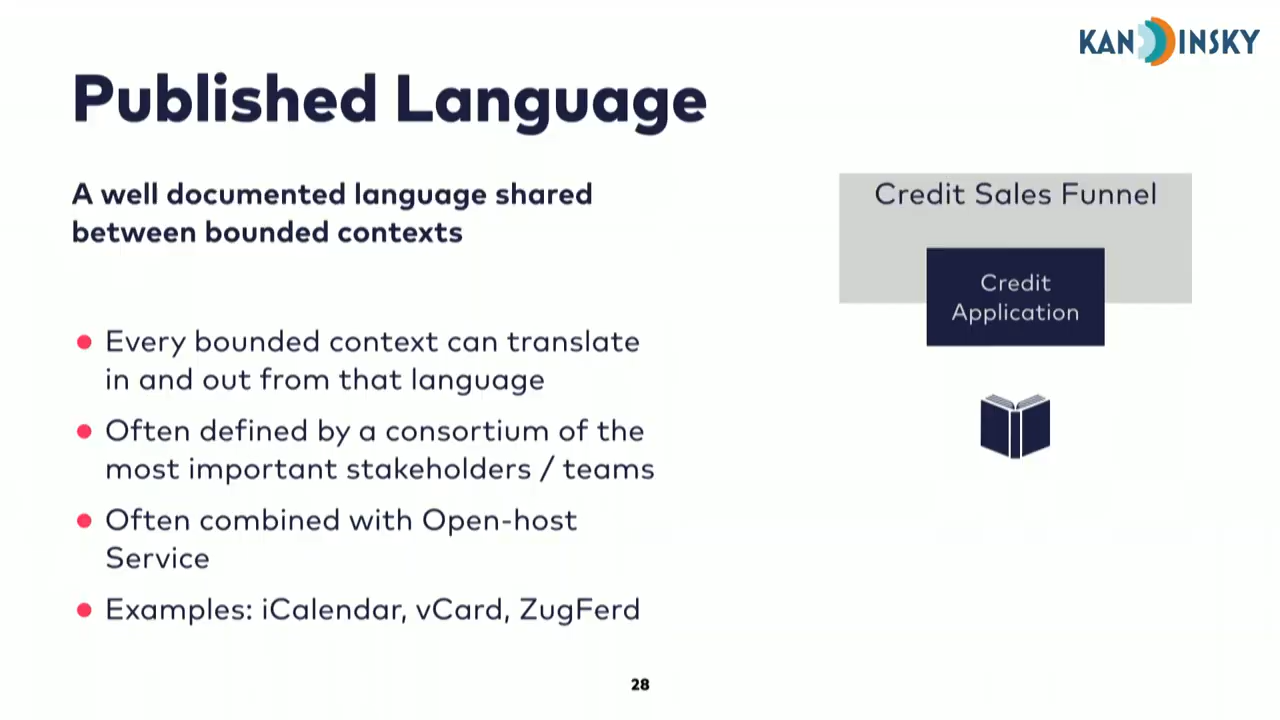 KANDDINSKY
Published Language
A well documented language shared
between bounded contexts
Every bounded context can translate
in and out from that language
Often defined by a consortium of the
most important stakeholders / teams
Often combined with Open-host
Service
Examples: iCalendar, vCard, ZugFerd
Credit Sales Funnel
Credit
Application
28